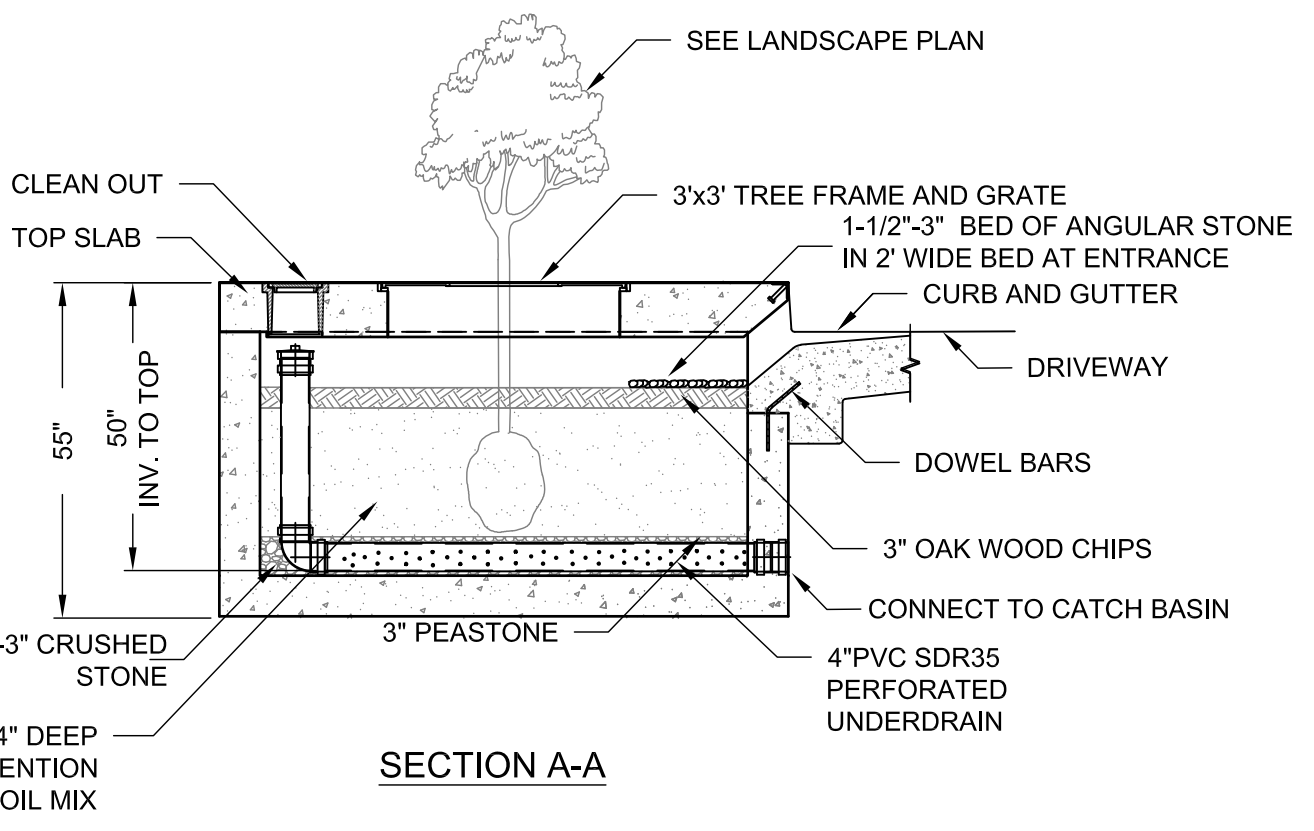 SEE LANDSCAPE PLAN
CLEAN OUT
3'x3' TREE FRAME AND GRATE
TOP SLAB
1-1/2"-3" BED OF ANGULAR STONE
IN 2' WIDE BED AT ENTRANCE
CURB AND GUTTER
DRIVEWAY
55"
50"
INV. TO TOP
DOWEL BARS
3" OAK WOOD CHIPS
CONNECT TO CATCH BASIN
3" PEASTONE
-3" CRUSHED
STONE
4"PVC SDR35
PERFORATED
UNDERDRAIN
4" DEEP
ENTION
OIL MIX
SECTION A-A